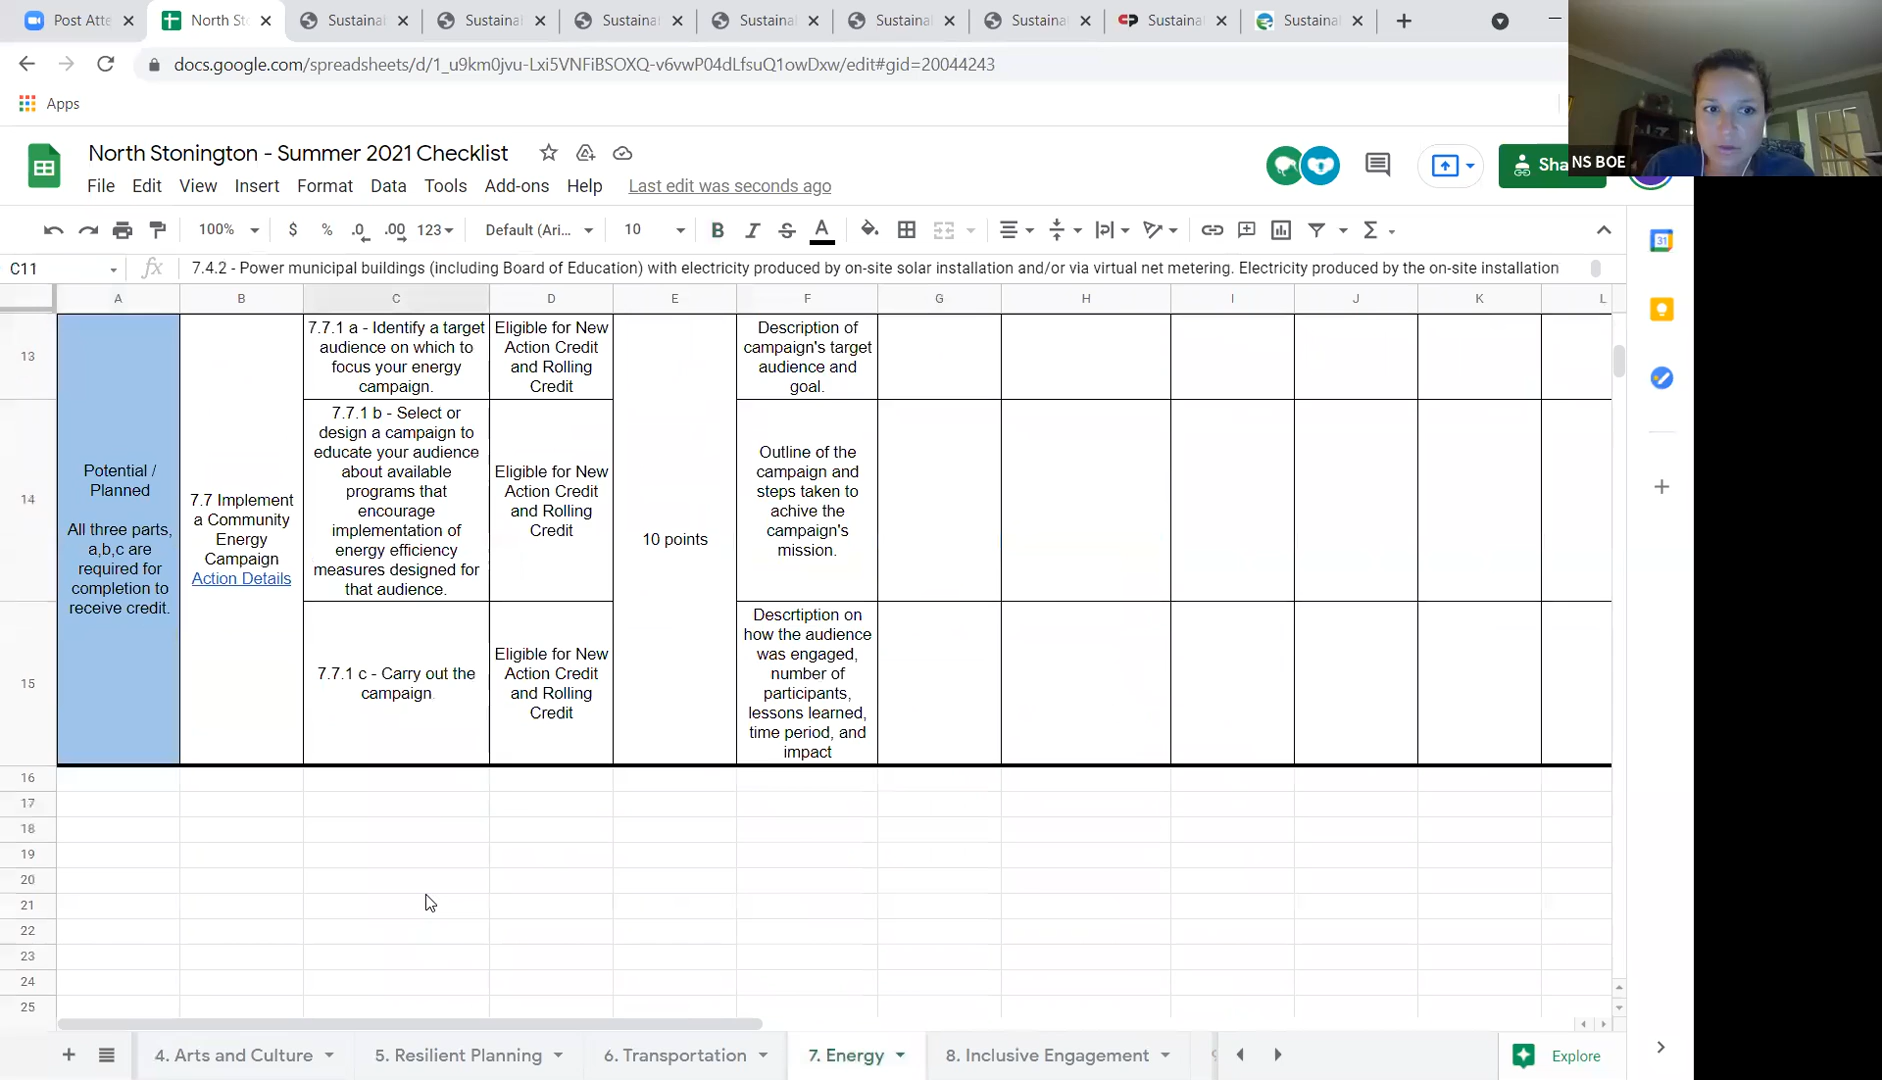 Post Atte
North Sto
Sustainal
Sustainal
Sustainal
Sustainal
Sustainal
Sustainal
Sustainal
Sustainal
docs.google.com/spreadsheets/d/1_u9km0jvu-Lxi5VNFiBSOXQ-v6vwP04dLfsuQ1owDxw/edit#gid=20044243
Apps
NS BOE
North Stonington - Summer 2021 Checklist
Sha
File Edit View Insert Format Data Tools Add-ons Help Last edit was seconds ago
100% $ % .0 .00 123 Default (Ari... 10 B I S A
C11 fx 7.4.2 - Power municipal buildings (including Board of Education) with electricity produced by on-site solar installation and/or via virtual net metering. Electricity produced by the on-site installation
A B C D E F G H I J K L
13
14
15
Potential /
Planned
All three parts,
a,b,c are
required for
completion to
receive credit.
7.7 Implement
a Community
Energy
Campaign
Action Details
7.7.1 a - Identify a target
audience on which to
focus your energy
campaign.
Eligible for New
Action Credit
and Rolling
Credit
10 points
Description of
campaign's target
audience and
goal.
7.7.1 b - Select or
design a campaign to
educate your audience
about available
programs that
encourage
implementation of
energy efficiency
measures designed for
that audience.
Eligible for New
Action Credit
and Rolling
Credit
Outline of the
campaign and
steps taken to
achive the
campaign's
mission.
7.7.1 c - Carry out the
campaign.
Eligible for New
Action Credit
and Rolling
Credit
Descrtiption on
how the audience
was engaged,
number of
participants,
lessons learned,
time period, and
impact
16
17
18
19
20
21
22
23
24
25
4. Arts and Culture 5. Resilient Planning 6. Transportation 7. Energy 8. Inclusive Engagement Explore